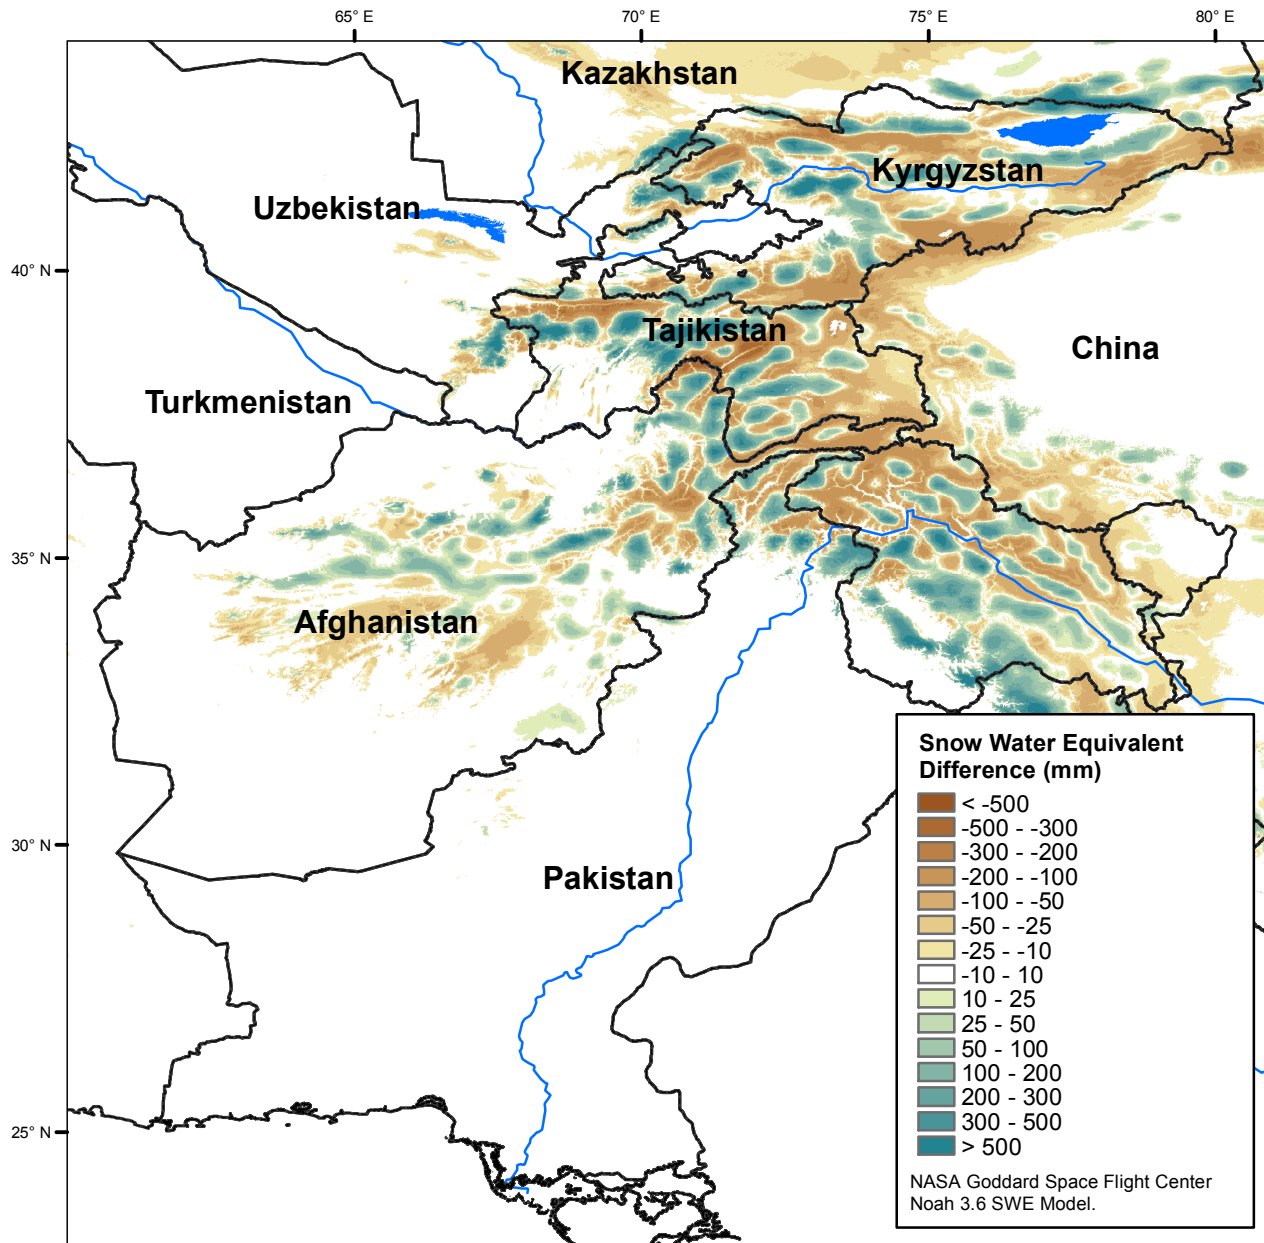 65° E
70° E
75° E
80° E
Kazakhstan
Kyrgyzstan
Uzbekistan
40° N
Tajikistan
China
Turkmenistan
35° N
Afghanistan
Snow Water Equivalent
Difference (mm)
< -500
-500 - -300
-300 - -200
-200 - -100
-100 - -50
-50 - -25
-25 - -10
-10 - 10
10 - 25
25 - 50
50 - 100
100 - 200
200 - 300
300 - 500
> 500
NASA Goddard Space Flight Center
Noah 3.6 SWE Model.
30° N
Pakistan
25° N